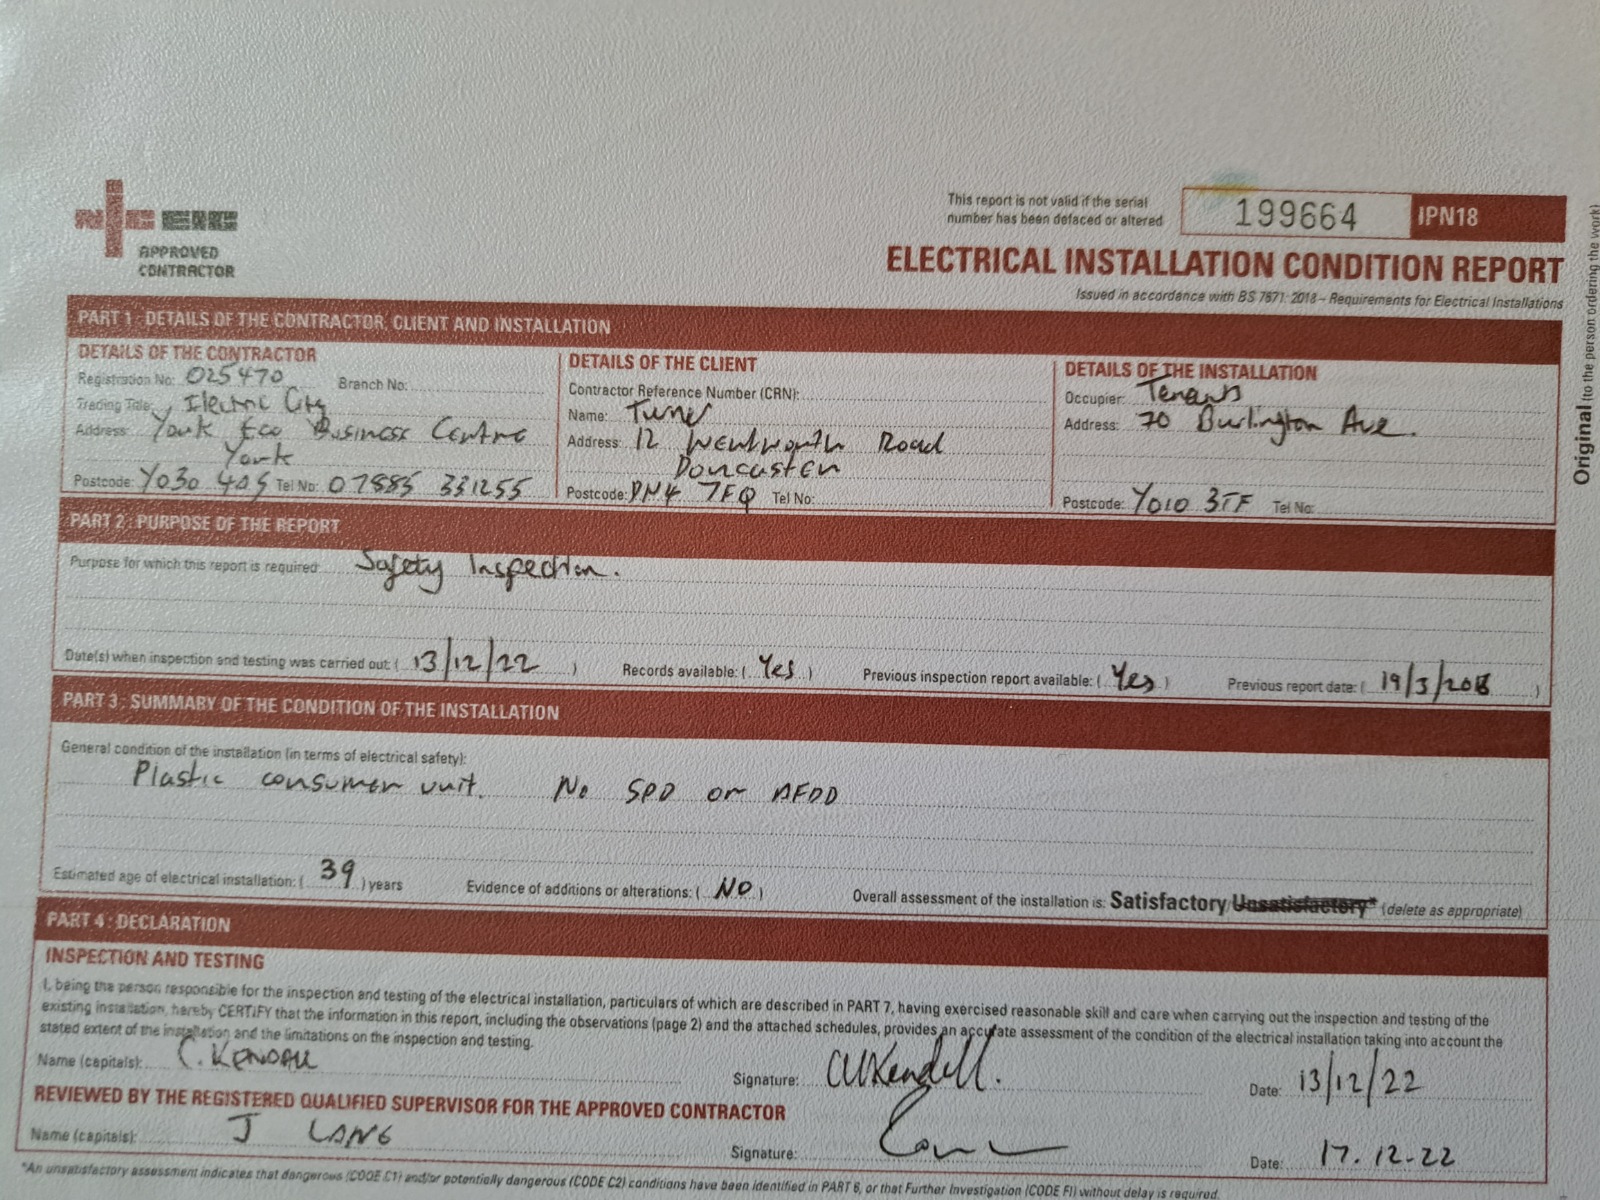 This report is not valid if the serial
number has been defaced or altered
199664 IPN18
NICEIC
APPROVED
CONTRACTOR
ELECTRICAL INSTALLATION CONDITION REPORT
Issued in accordance with BS 7671: 2018 – Requirements for Electrical Installations
Original (to the person ordering the work)
PART 1 : DETAILS OF THE CONTRACTOR, CLIENT AND INSTALLATION
DETAILS OF THE CONTRACTOR
Registration No: 025470 Branch No:
Trading Title: Electric City
Address: York Eco Business Centre
York
Postcode: YO30 4AG Tel No: 07885 331255
DETAILS OF THE CLIENT
Contractor Reference Number (CRN):
Name: Turner
Address: 12 Wentworth Road
Doncaster
Postcode: DN4 7FQ Tel No:
DETAILS OF THE INSTALLATION
Occupier: Tenants
Address: 70 Burlington Ave.
Postcode: YO10 3TF Tel No:
PART 2 : PURPOSE OF THE REPORT
Purpose for which this report is required: Safety Inspection.
Date(s) when inspection and testing was carried out: ( 13/12/22 ) Records available: ( Yes ) Previous inspection report available: ( Yes ) Previous report date: ( 19/3/2018 )
PART 3 : SUMMARY OF THE CONDITION OF THE INSTALLATION
General condition of the installation (in terms of electrical safety):
Plastic consumer unit. No SPD or AFDD
Estimated age of electrical installation: ( 39 ) years Evidence of additions or alterations: ( NO ) Overall assessment of the installation is: Satisfactory/Unsatisfactory* (delete as appropriate)
PART 4 : DECLARATION
INSPECTION AND TESTING
I, being the person responsible for the inspection and testing of the electrical installation, particulars of which are described in PART 7, having exercised reasonable skill and care when carrying out the inspection and testing of the
existing installation, hereby CERTIFY that the information in this report, including the observations (page 2) and the attached schedules, provides an accurate assessment of the condition of the electrical installation taking into account the
stated extent of the installation and the limitations on the inspection and testing.
Name (capitals): C. KENDALL Signature: CWKendall. Date: 13/12/22
REVIEWED BY THE REGISTERED QUALIFIED SUPERVISOR FOR THE APPROVED CONTRACTOR
Name (capitals): J LANG Signature: Date: 17.12.22
*An unsatisfactory assessment indicates that dangerous (CODE C1) and/or potentially dangerous (CODE C2) conditions have been identified in PART 6, or that Further Investigation (CODE FI) without delay is required.